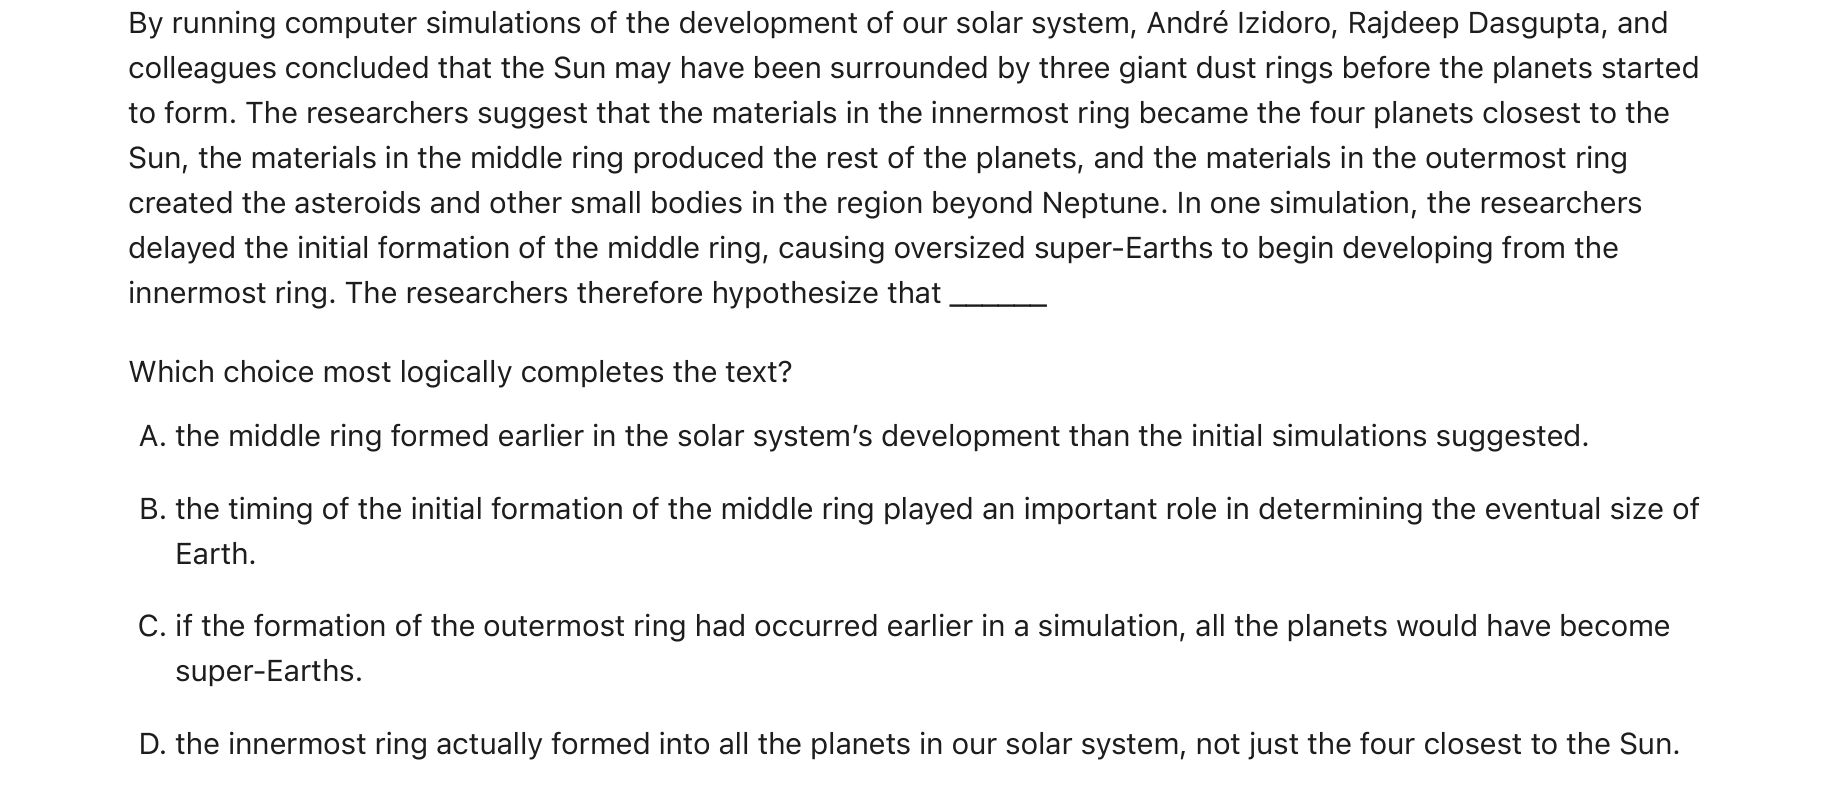 By running computer simulations of the development of our solar system, André Izidoro, Rajdeep Dasgupta, and
colleagues concluded that the Sun may have been surrounded by three giant dust rings before the planets started
to form. The researchers suggest that the materials in the innermost ring became the four planets closest to the
Sun, the materials in the middle ring produced the rest of the planets, and the materials in the outermost ring
created the asteroids and other small bodies in the region beyond Neptune. In one simulation, the researchers
delayed the initial formation of the middle ring, causing oversized super-Earths to begin developing from the
innermost ring. The researchers therefore hypothesize that ______
Which choice most logically completes the text?
A. the middle ring formed earlier in the solar system’s development than the initial simulations suggested.
B. the timing of the initial formation of the middle ring played an important role in determining the eventual size of
Earth.
C. if the formation of the outermost ring had occurred earlier in a simulation, all the planets would have become
super-Earths.
D. the innermost ring actually formed into all the planets in our solar system, not just the four closest to the Sun.